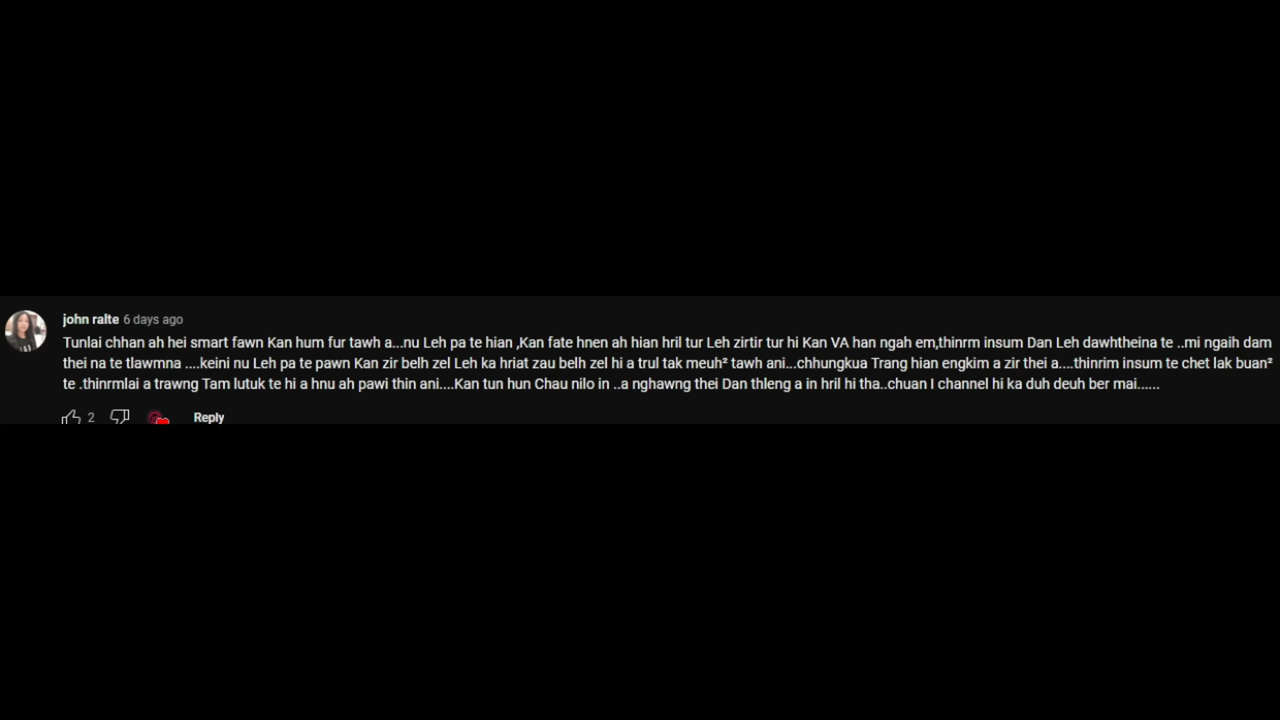 john ralte 6 days ago
Tunlai chhan ah hei smart fawn Kan hum fur tawh a...nu Leh pa te hian ,Kan fate hnen ah hian hril tur Leh zirtir tur hi Kan VA han ngah em,thinrm insum Dan Leh dawhtheina te ..mi ngaih dam
thei na te tlawmna ....keini nu Leh pa te pawn Kan zir belh zel Leh ka hriat zau belh zel hi a trul tak meuh² tawh ani...chhungkua Trang hian engkim a zir thei a....thinrim insum te chet lak buan²
te .thinrmlai a trawng Tam lutuk te hi a hnu ah pawi thin ani....Kan tun hun Chau nilo in ..a nghawng thei Dan thleng a in hril hi tha..chuan I channel hi ka duh deuh ber mai......
2 Reply